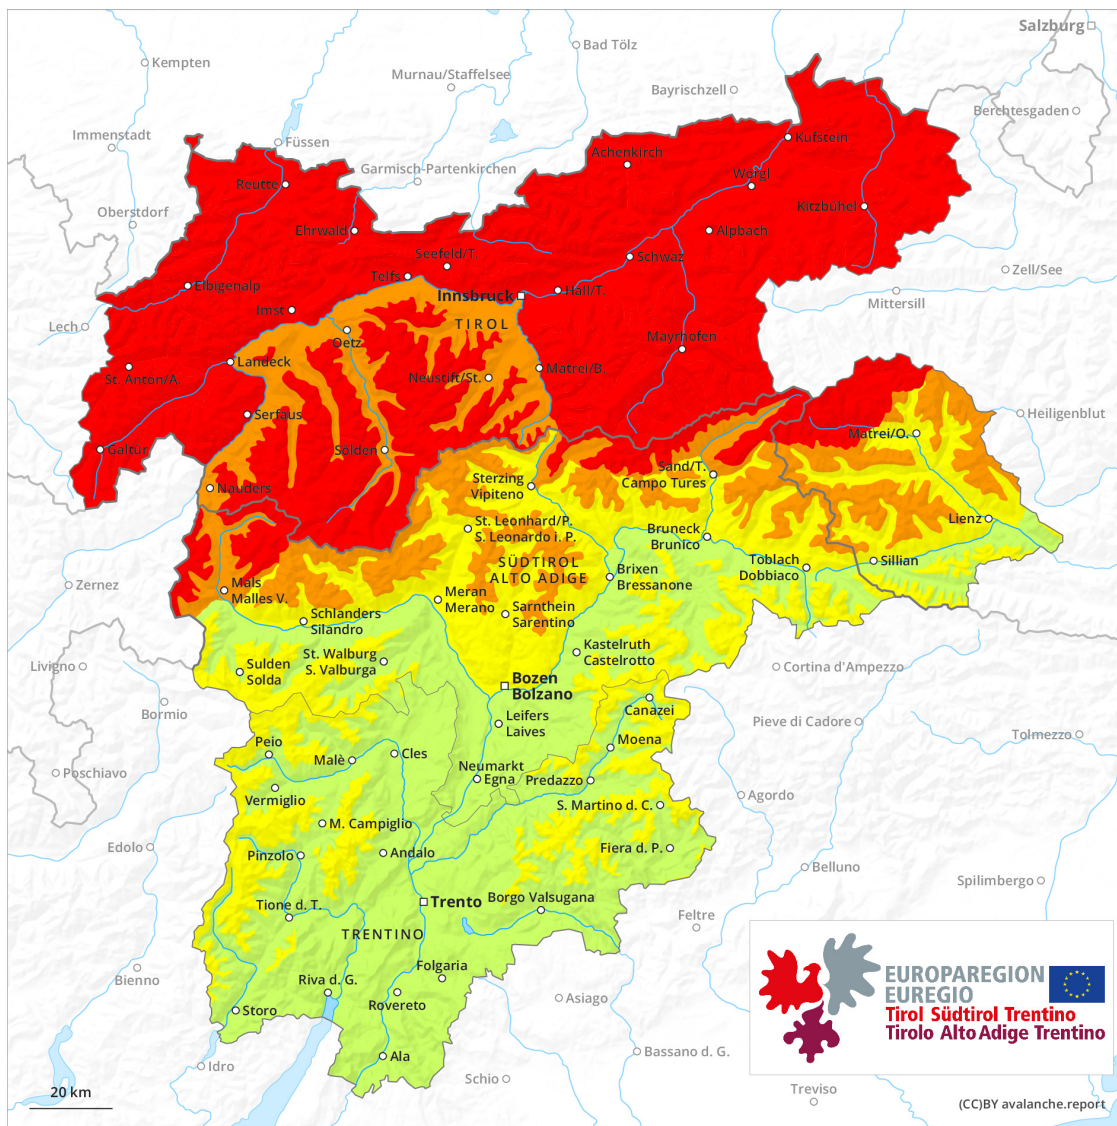 Salzburg
Bad Tölz
Kempten
Murnau/Staffelsee
Bayrischzell
Berchtesgaden
Immenstadt
Füssen
Kufstein
Achenkirch
Garmisch-Partenkirchen
Wörgl
Reutte
Kitzbühel
Oberstdorf
Ehrwald
Alpbach
Seefeld/T.
Schwaz
Zell/See
Telfs
Elbigenalp
Innsbruck
Hall/T.
Mittersill
Imst
TIROL
Lech
Oetz
Mayrhofen
Landeck
Matrei/B.
St. Anton/A.
Neustift/St.
Serfaus
Heiligenblut
Matrei/O.
Galtür
Sölden
Sand/T.
Campo Tures
Sterzing
Vipiteno
Nauders
Lienz
St. Leonhard/P.
S. Leonardo i. P.
Bruneck
Brunico
SÜDTIROL
ALTO ADIGE
Toblach
Dobbiaco
Sillian
Brixen
Bressanone
Zernez
Mals
Malles V.
Meran
Merano
Sarnthein
Sarentino
Schlanders
Silandro
Kastelruth
Castelrotto
Livigno
St. Walburg
S. Valburga
Sulden
Solda
Cortina d'Ampezzo
Bozen
Bolzano
Bormio
Canazei
Leifers
Laives
Pieve di Cadore
Tolmezzo
Peio
Moena
Malè
Cles
Poschiavo
Neumarkt
Egna
Predazzo
Vermiglio
Agordo
S. Martino d. C.
M. Campiglio
Edolo
Pinzolo
Andalo
Fiera d. P.
Belluno
Spilimbergo
Trento
Borgo Valsugana
Tione d. T.
Feltre
TRENTINO
Bienno
Folgaria
Riva d. G.
Rovereto
Asiago
Storo
EUROPAREGION
EUREGIO
Tirol Südtirol Trentino
Tirolo Alto Adige Trentino
Ala
Bassano d. G.
Idro
Schio
Treviso
20 km
(CC)BY avalanche.report